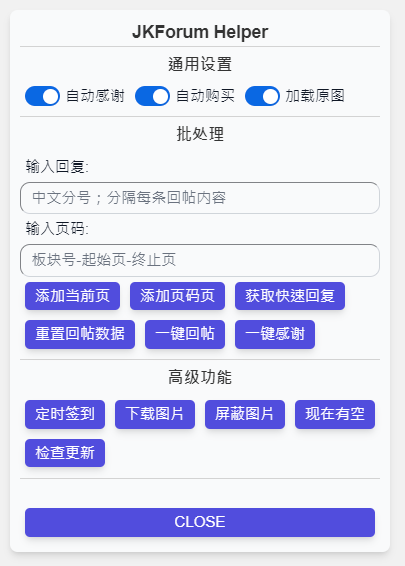 JKForum Helper
通用设置
自动感谢 自动购买 加载原图
批处理
输入回复:
中文分号；分隔每条回帖内容
输入页码:
板块号-起始页-终止页
添加当前页 添加页码页 获取快速回复
重置回帖数据 一键回帖 一键感谢
高级功能
定时签到 下载图片 屏蔽图片 现在有空
检查更新
CLOSE